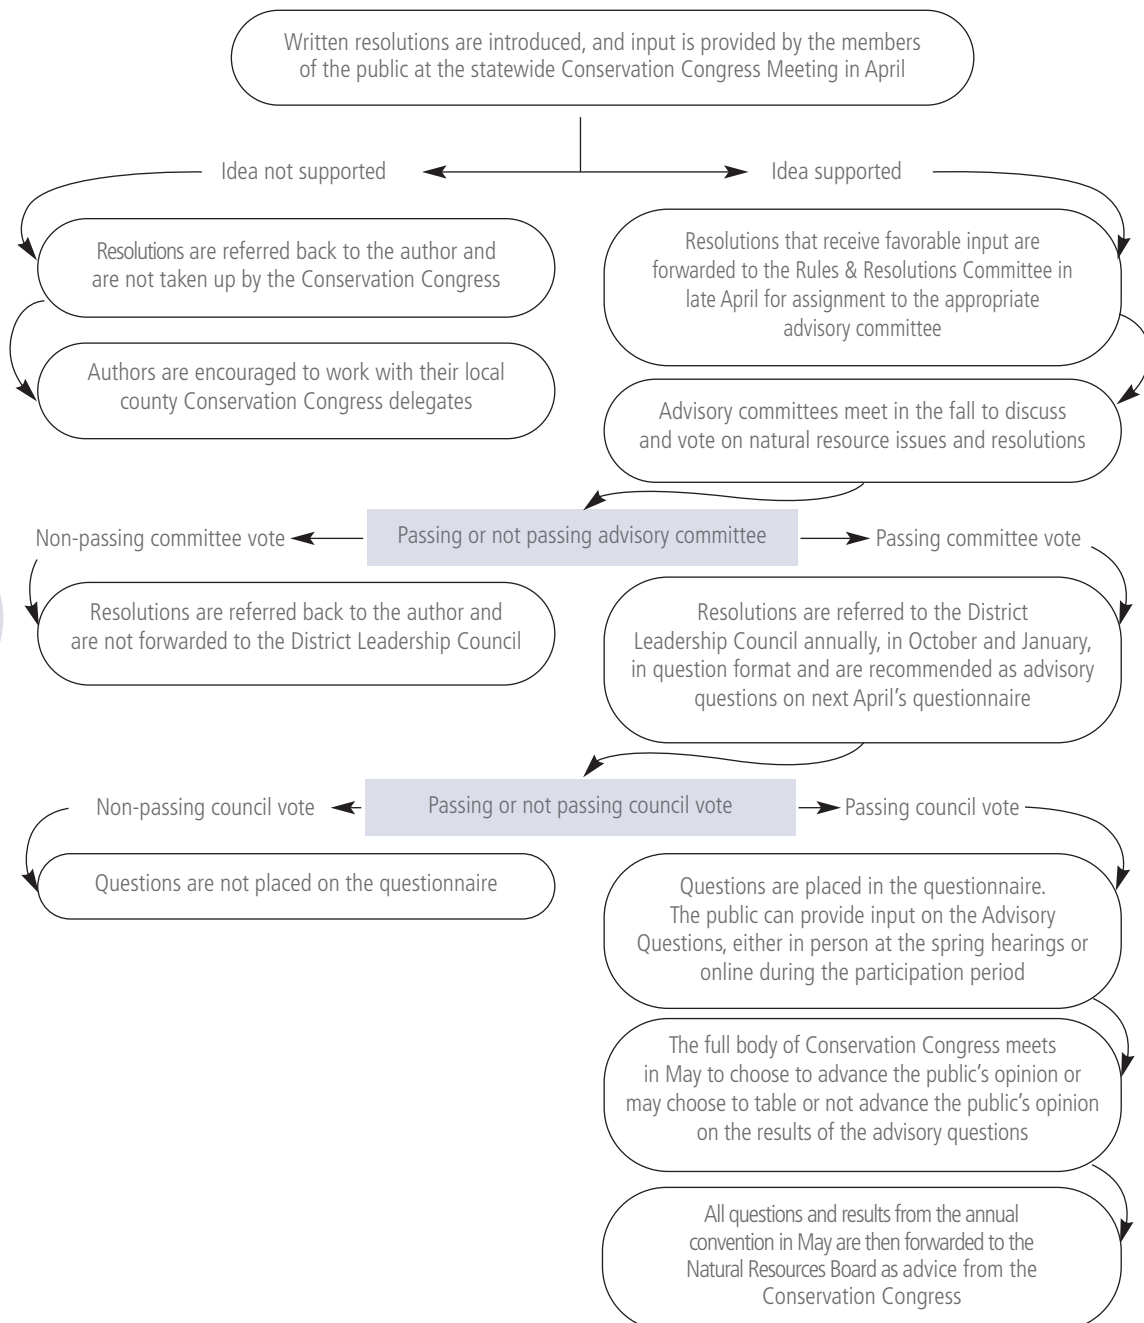 Written resolutions are introduced, and input is provided by the members
of the public at the statewide Conservation Congress Meeting in April
Idea not supported
Idea supported
Resolutions are referred back to the author and
are not taken up by the Conservation Congress
Resolutions that receive favorable input are
forwarded to the Rules & Resolutions Committee in
late April for assignment to the appropriate
advisory committee
Authors are encouraged to work with their local
county Conservation Congress delegates
Advisory committees meet in the fall to discuss
and vote on natural resource issues and resolutions
Non-passing committee vote
Passing or not passing advisory committee
Passing committee vote
Resolutions are referred back to the author and
are not forwarded to the District Leadership Council
Resolutions are referred to the District
Leadership Council annually, in October and January,
in question format and are recommended as advisory
questions on next April's questionnaire
Non-passing council vote
Passing or not passing council vote
Passing council vote
Questions are not placed on the questionnaire
Questions are placed in the questionnaire.
The public can provide input on the Advisory
Questions, either in person at the spring hearings or
online during the participation period
The full body of Conservation Congress meets
in May to choose to advance the public's opinion or
may choose to table or not advance the public's opinion
on the results of the advisory questions
All questions and results from the annual
convention in May are then forwarded to the
Natural Resources Board as advice from the
Conservation Congress